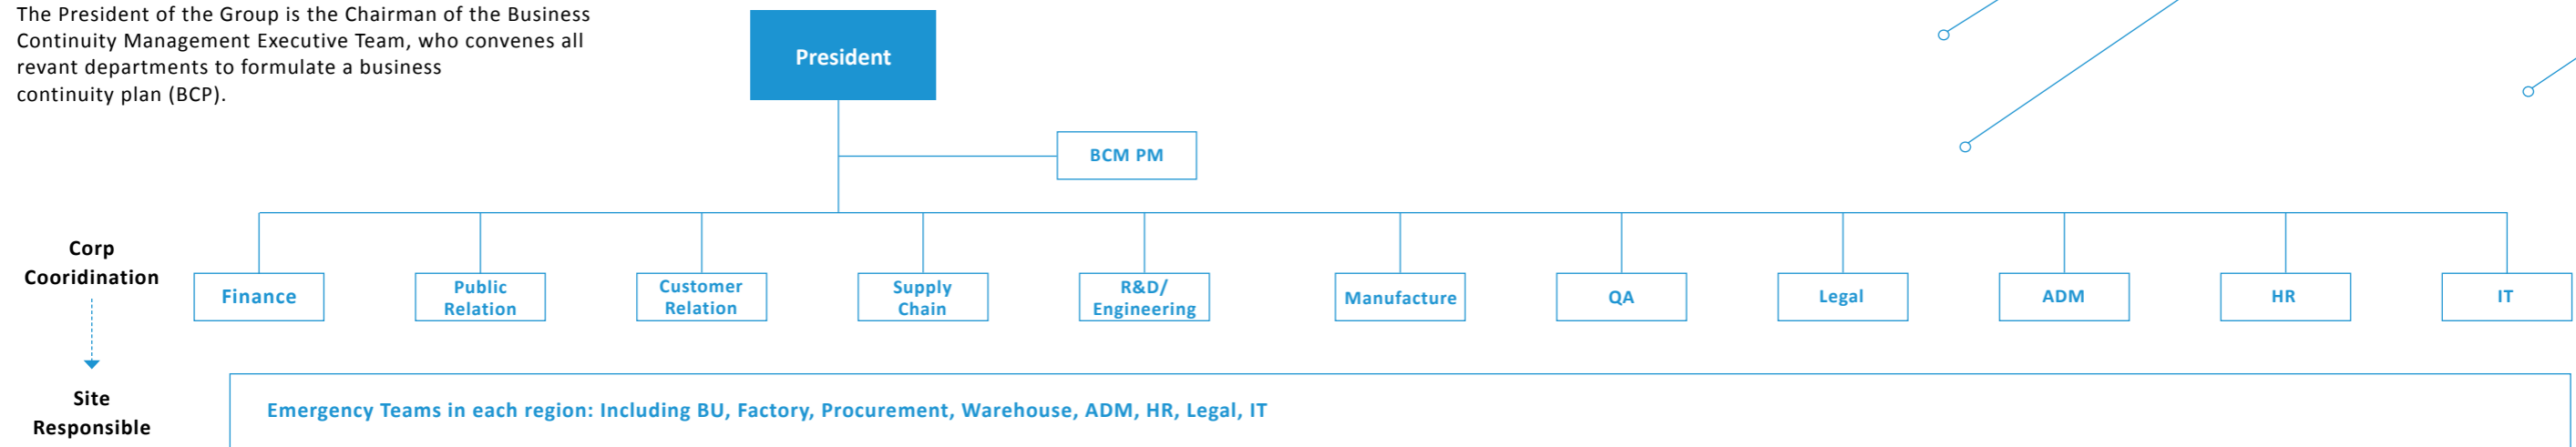 The President of the Group is the Chairman of the Business
Continuity Management Executive Team, who convenes all
revant departments to formulate a business
continuity plan (BCP).
President
BCM PM
Corp
Cooridination
Finance
Public
Relation
Customer
Relation
Supply
Chain
R&D/
Engineering
Manufacture
QA
Legal
ADM
HR
IT
Site
Responsible
Emergency Teams in each region: Including BU, Factory, Procurement, Warehouse, ADM, HR, Legal, IT